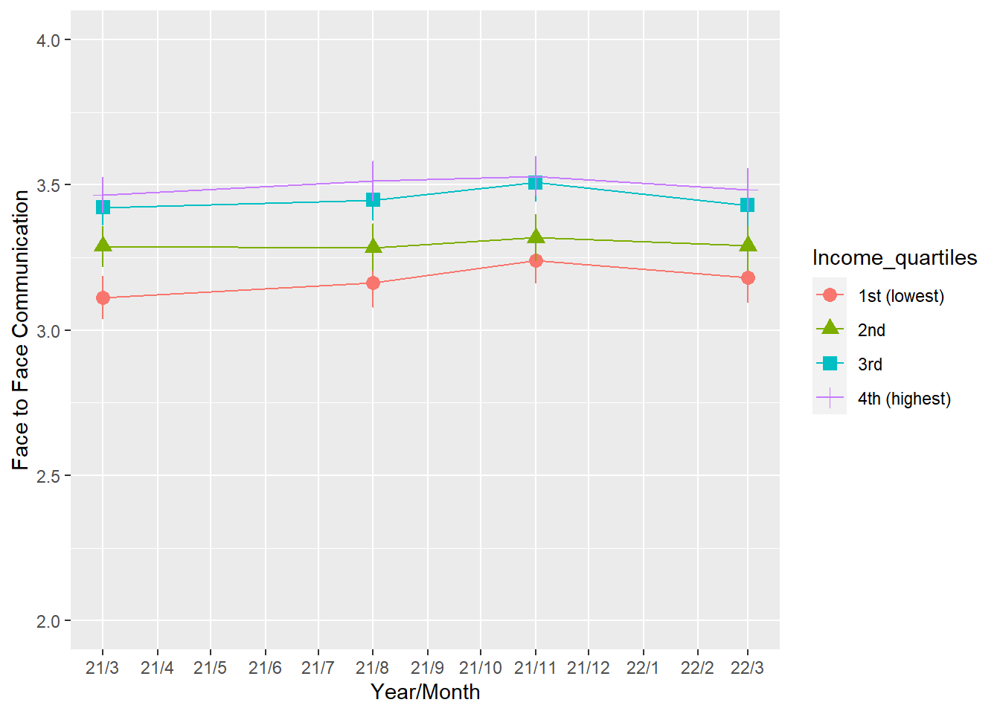 Face to Face Communication
4.0
3.5
3.0
2.5
2.0
21/3 21/4 21/5 21/6 21/7 21/8 21/9 21/10 21/11 21/12 22/1 22/2 22/3
Year/Month
Income_quartiles
1st (lowest)
2nd
3rd
4th (highest)